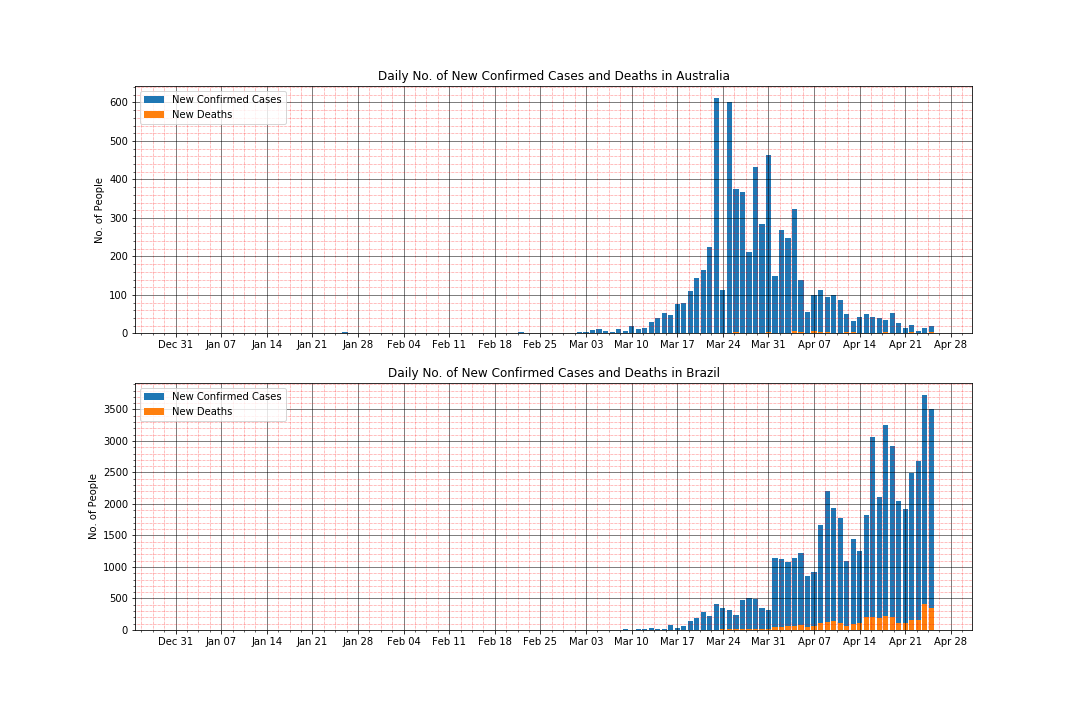 Daily No. of New Confirmed Cases and Deaths in Australia
New Confirmed Cases
New Deaths
No. of People
600
500
400
300
200
100
0
Dec 31 Jan 07 Jan 14 Jan 21 Jan 28 Feb 04 Feb 11 Feb 18 Feb 25 Mar 03 Mar 10 Mar 17 Mar 24 Mar 31 Apr 07 Apr 14 Apr 21 Apr 28
Daily No. of New Confirmed Cases and Deaths in Brazil
New Confirmed Cases
New Deaths
No. of People
3500
3000
2500
2000
1500
1000
500
0
Dec 31 Jan 07 Jan 14 Jan 21 Jan 28 Feb 04 Feb 11 Feb 18 Feb 25 Mar 03 Mar 10 Mar 17 Mar 24 Mar 31 Apr 07 Apr 14 Apr 21 Apr 28